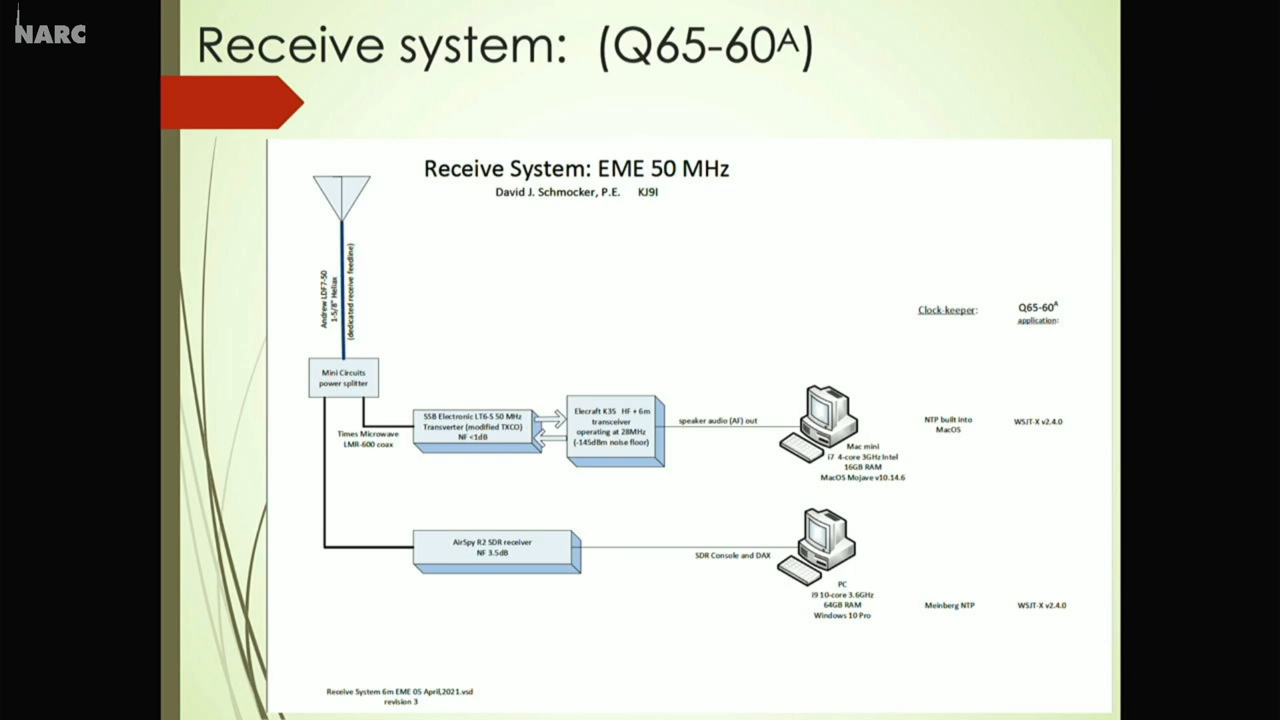 NARC
Receive system: (Q65-60ᴬ)
Receive System: EME 50 MHz
David J. Schmocker, P.E. KJ9I
Andrew LDF7-50
1-5/8" Heliax
(dedicated receive feedline)
Clock-keeper:
Q65-60ᴬ
application:
Mini Circuits
power splitter
Times Microwave
LMR-600 coax
SSB Electronic LT6-S 50 MHz
Transverter (modified TXCO)
NF <1dB
Elecraft K3S HF + 6m
transceiver
operating at 28MHz
(-145dBm noise floor)
speaker audio (AF) out
Mac mini
i7 4-core 3GHz Intel
16GB RAM
MacOS Mojave v10.14.6
NTP built into
MacOS
WSJT-X v2.4.0
AirSpy R2 SDR receiver
NF 3.5dB
SDR Console and DAX
PC
i9 10-core 3.6GHz
64GB RAM
Windows 10 Pro
Meinberg NTP
WSJT-X v2.4.0
Receive System 6m EME 05 April,2021.vsd
revision 3